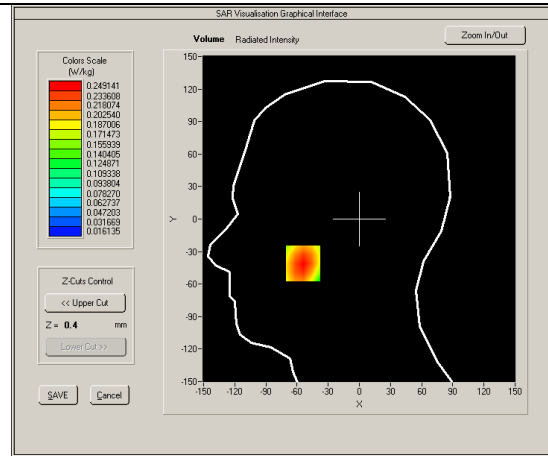 SAR Visualisation Graphical Interface
Volume Radiated Intensity
Zoom In/Out
Colors Scale
(W/kg)
0.249141
0.233608
0.218074
0.202540
0.187006
0.171473
0.155939
0.140405
0.124871
0.109338
0.093804
0.078270
0.062737
0.047203
0.031669
0.016135
Z-Cuts Control
<< Upper Cut
Z = 0.4 mm
Lower Cut >>
SAVE Cancel
150
120
90
60
30
0
-30
-60
-90
-120
-150
Y
-150 -120 -90 -60 -30 0 30 60 90 120 150
X